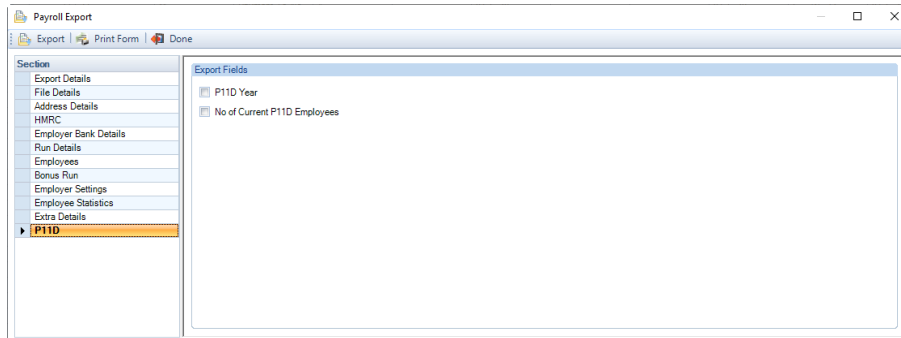 Payroll Export
Export Print Form Done
Section
Export Details
File Details
Address Details
HMRC
Employer Bank Details
Run Details
Employees
Bonus Run
Employer Settings
Employee Statistics
Extra Details
P11D
Export Fields
P11D Year
No of Current P11D Employees